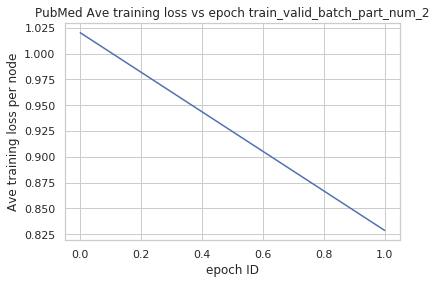 PubMed Ave training loss vs epoch train_valid_batch_part_num_2
1.025
1.000
0.975
0.950
0.925
0.900
0.875
0.850
0.825
Ave training loss per node
0.0 0.2 0.4 0.6 0.8 1.0
epoch ID